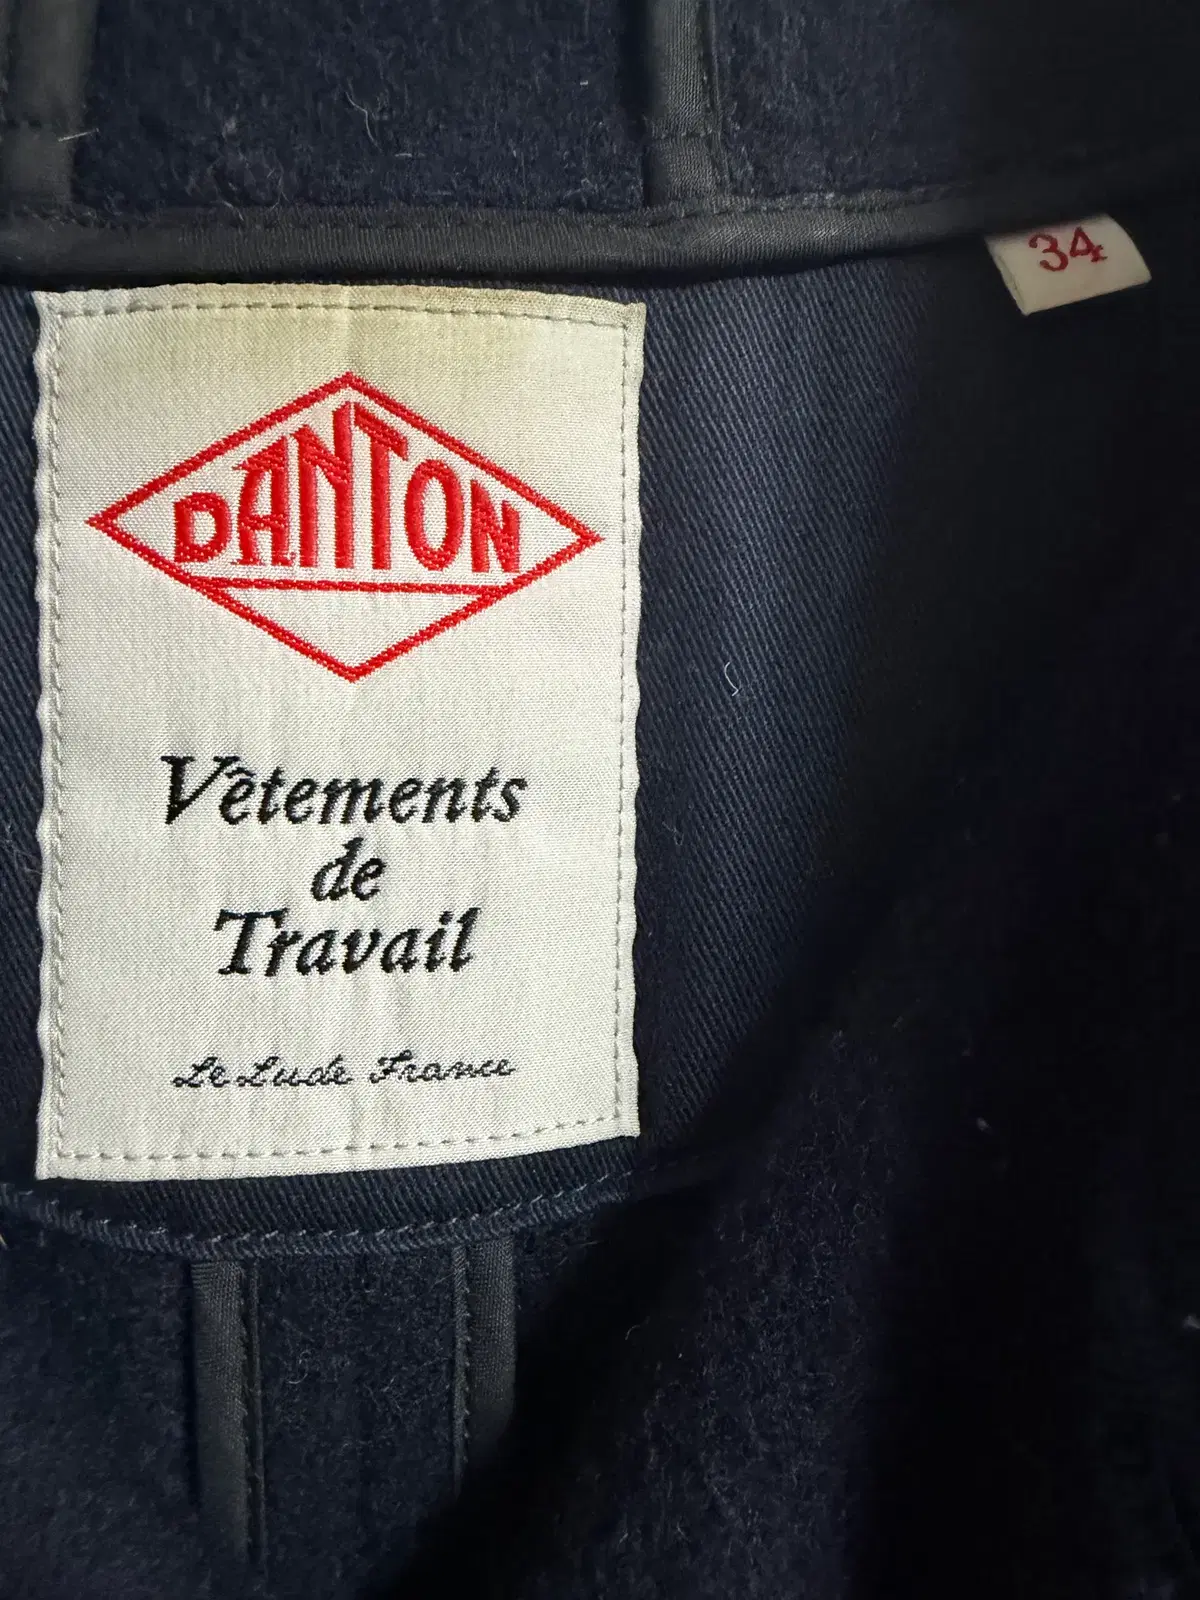 34
DANTON
Vêtements
de
Travail
Le Lude France